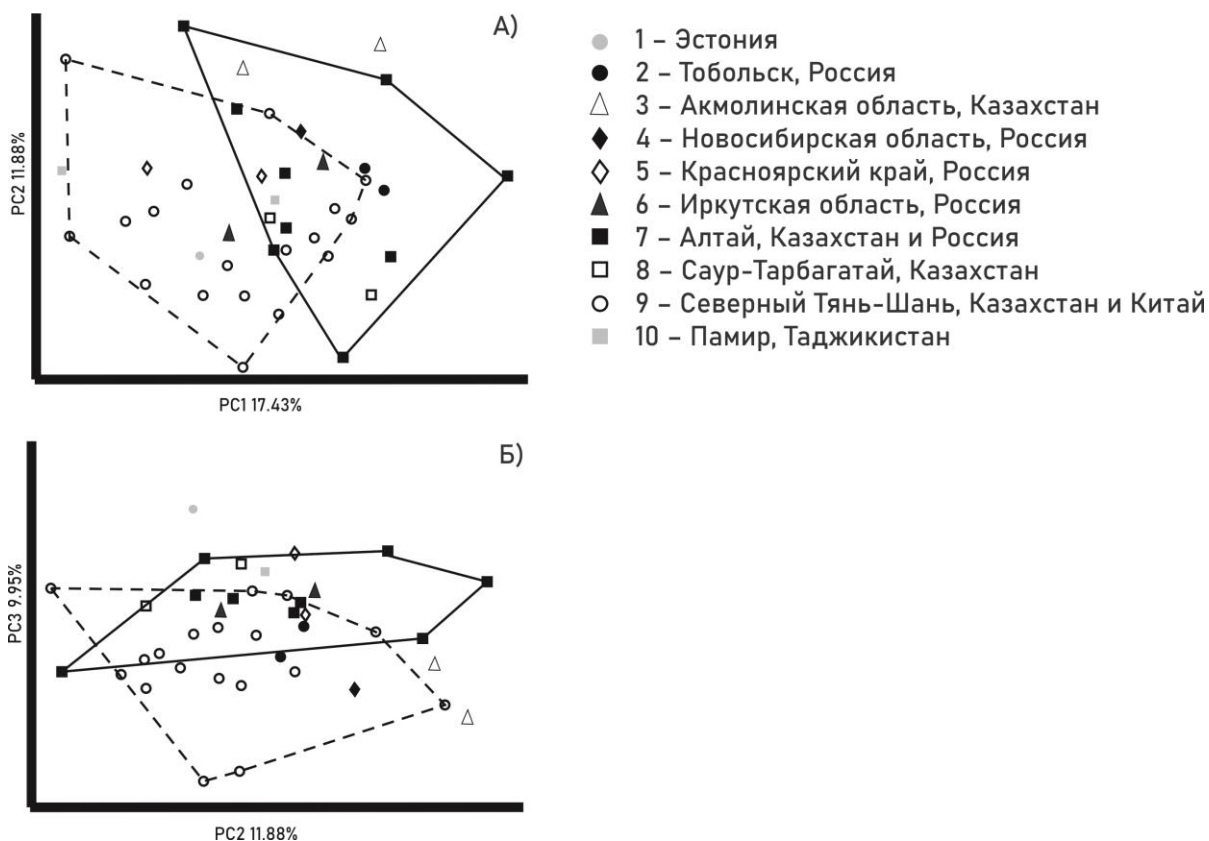 А)
PC2 11.88%
PC1 17.43%
1 – Эстония
2 – Тобольск, Россия
3 – Акмолинская область, Казахстан
4 – Новосибирская область, Россия
5 – Красноярский край, Россия
6 – Иркутская область, Россия
7 – Алтай, Казахстан и Россия
8 – Саур-Тарбагатай, Казахстан
9 – Северный Тянь-Шань, Казахстан и Китай
10 – Памир, Таджикистан
Б)
PC3 9.95%
PC2 11.88%